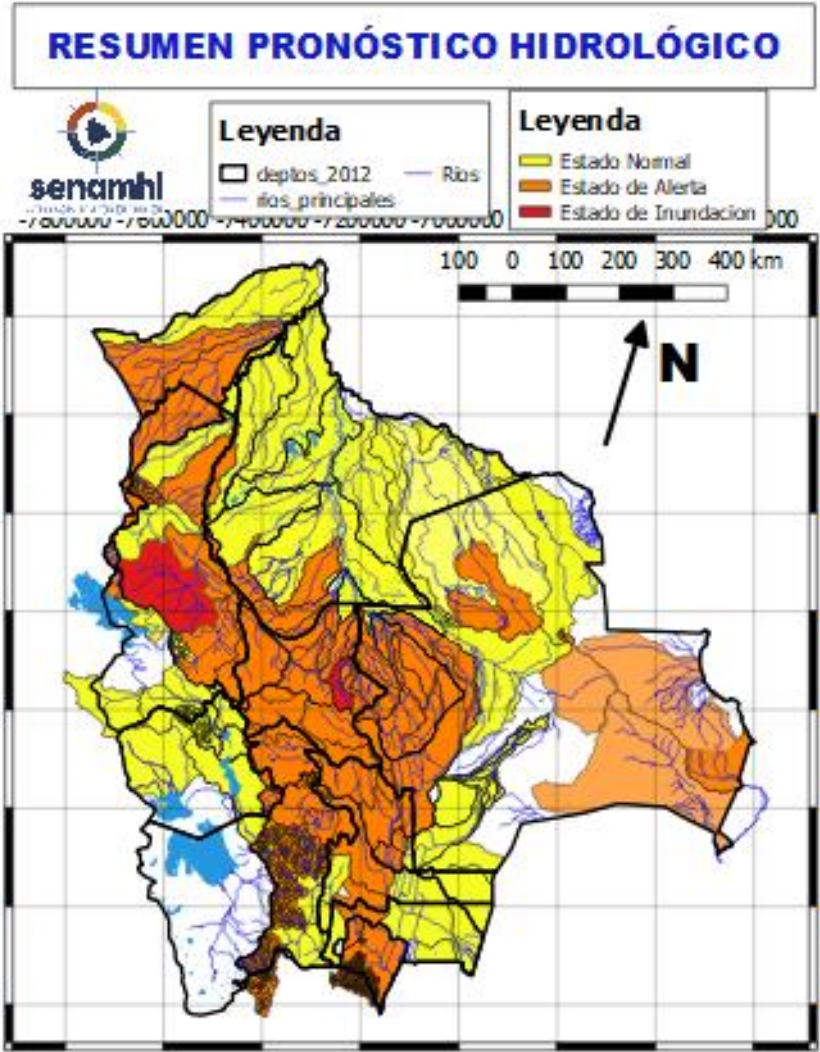 RESUMEN PRONÓSTICO HIDROLÓGICO
senamhi
Leyenda
deptos_2012
Rios
rios_principales
Leyenda
Estado Normal
Estado de Alerta
Estado de Inundacion
100 0 100 200 300 400 km
N